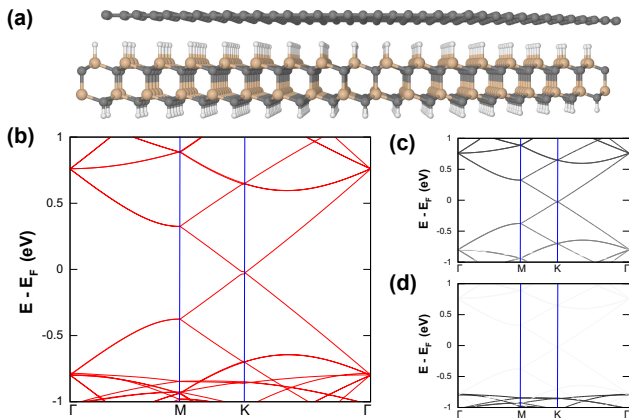 (a)
(b)
1
0.5
0
-0.5
-1
E - E_F (eV)
Γ M K Γ
(c)
1
0.5
0
-0.5
-1
E - E_F (eV)
Γ M K Γ
(d)
1
0.5
0
-0.5
-1
E - E_F (eV)
Γ M K Γ